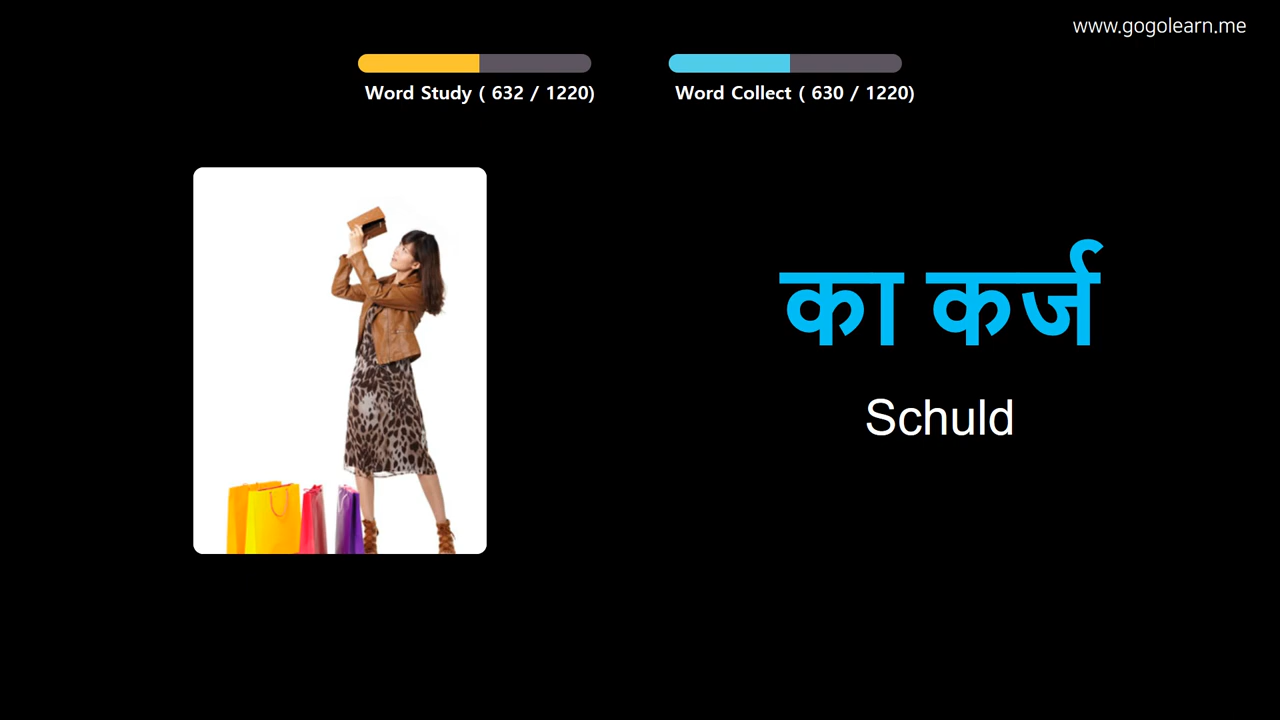 www.gogolearn.me
Word Study ( 632 / 1220)
Word Collect ( 630 / 1220)
का कर्ज
Schuld